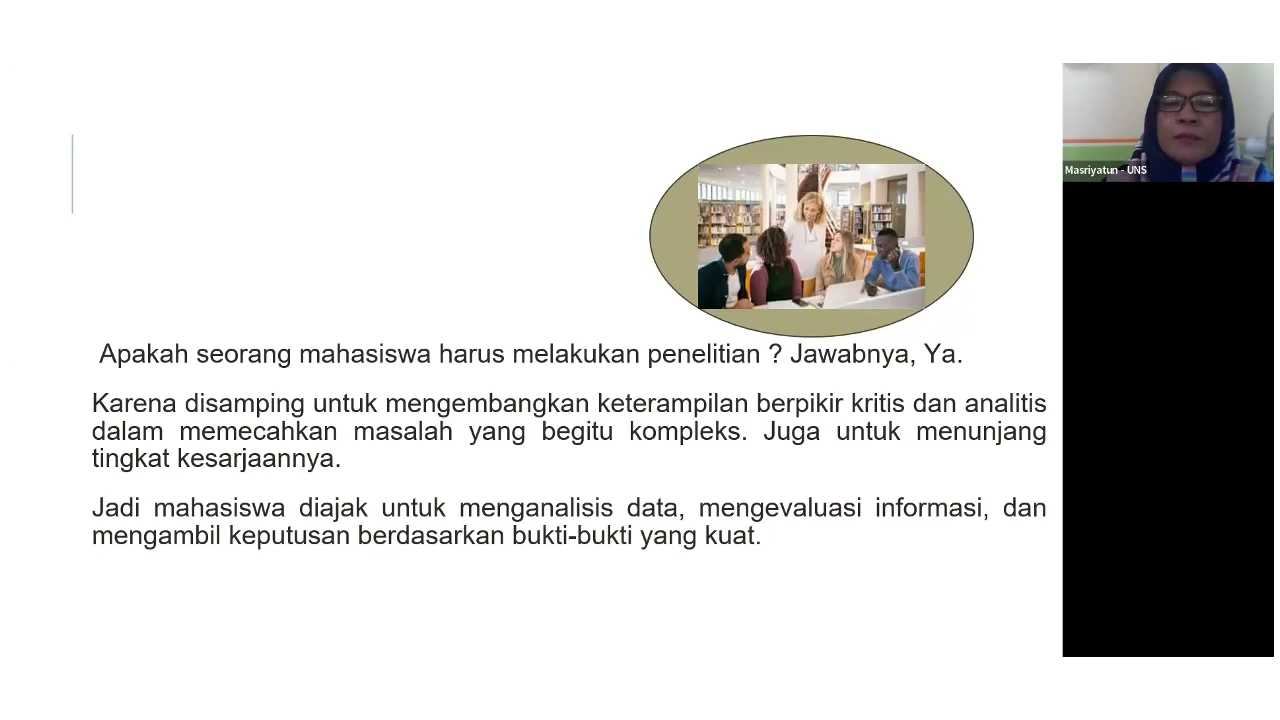 Masriyatun - UNS
Apakah seorang mahasiswa harus melakukan penelitian ? Jawabnya, Ya.
Karena disamping untuk mengembangkan keterampilan berpikir kritis dan analitis
dalam memecahkan masalah yang begitu kompleks. Juga untuk menunjang
tingkat kesarjaannya.
Jadi mahasiswa diajak untuk menganalisis data, mengevaluasi informasi, dan
mengambil keputusan berdasarkan bukti-bukti yang kuat.